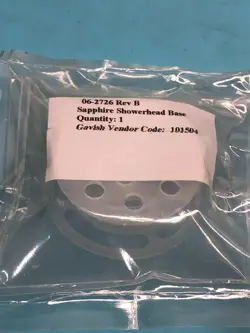 06-2726 Rev B
Sapphire Showerhead Base
Quantity: 1
Gavish Vendor Code: 101504